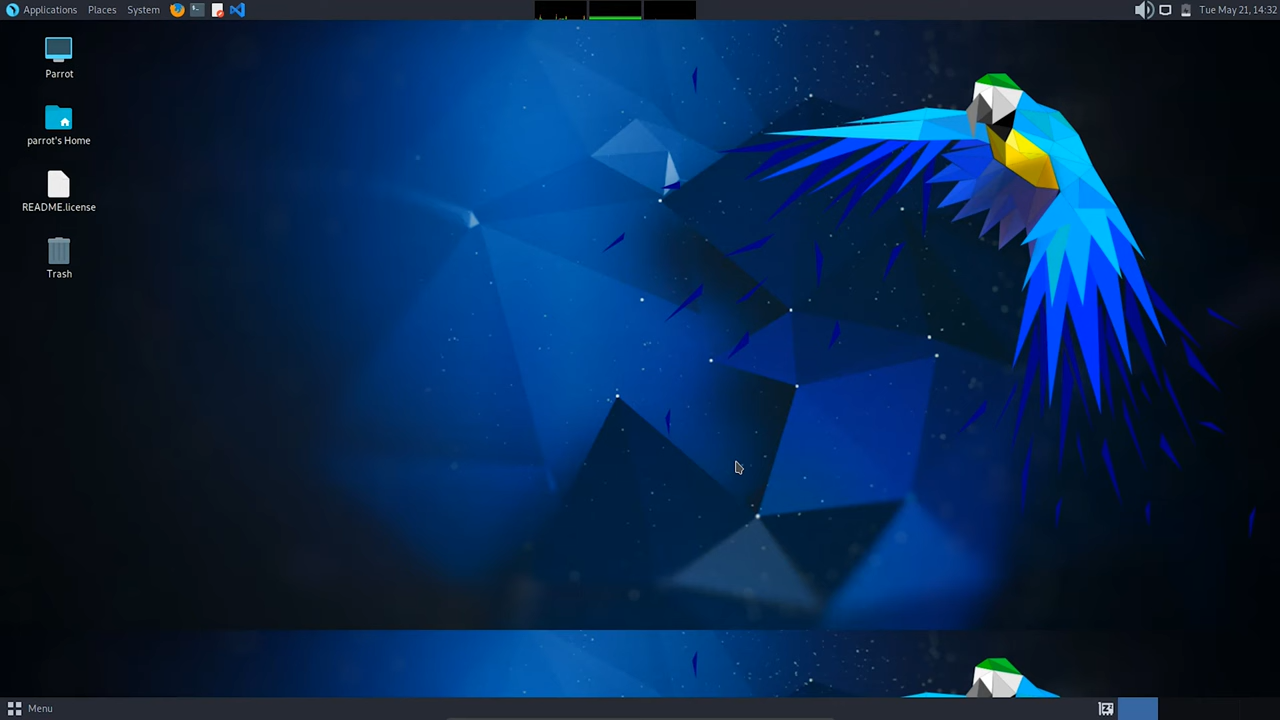 Applications Places System Tue May 21, 14:32
Parrot
parrot's Home
README.license
Trash
Menu